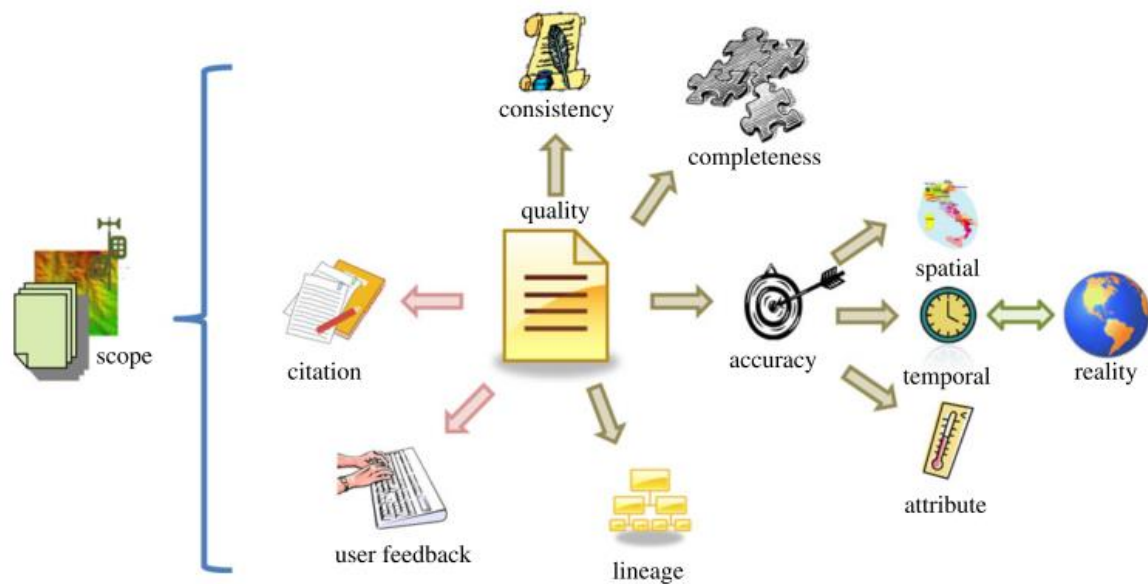 consistency
completeness
quality
spatial
scope
citation
accuracy
temporal
reality
attribute
user feedback
lineage